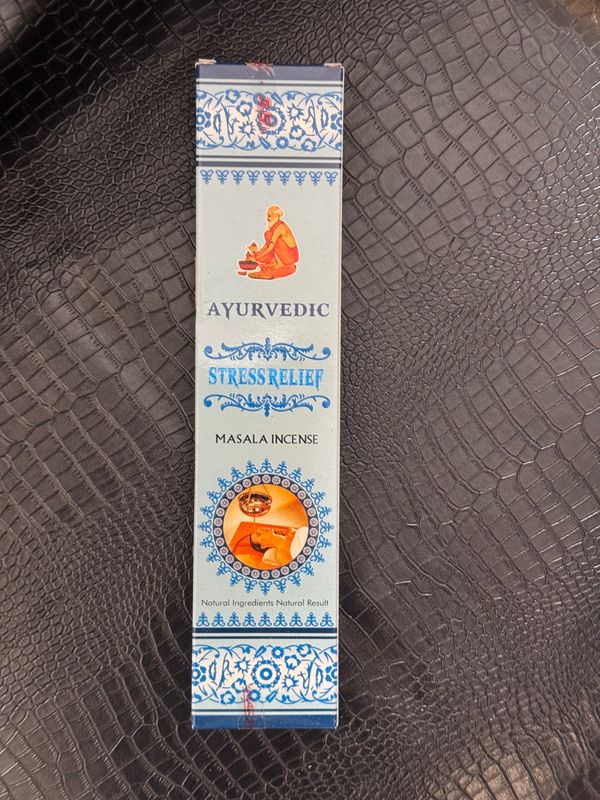 AYURVEDIC
STRESS RELIEF
MASALA INCENSE
Natural Ingredients Natural Result